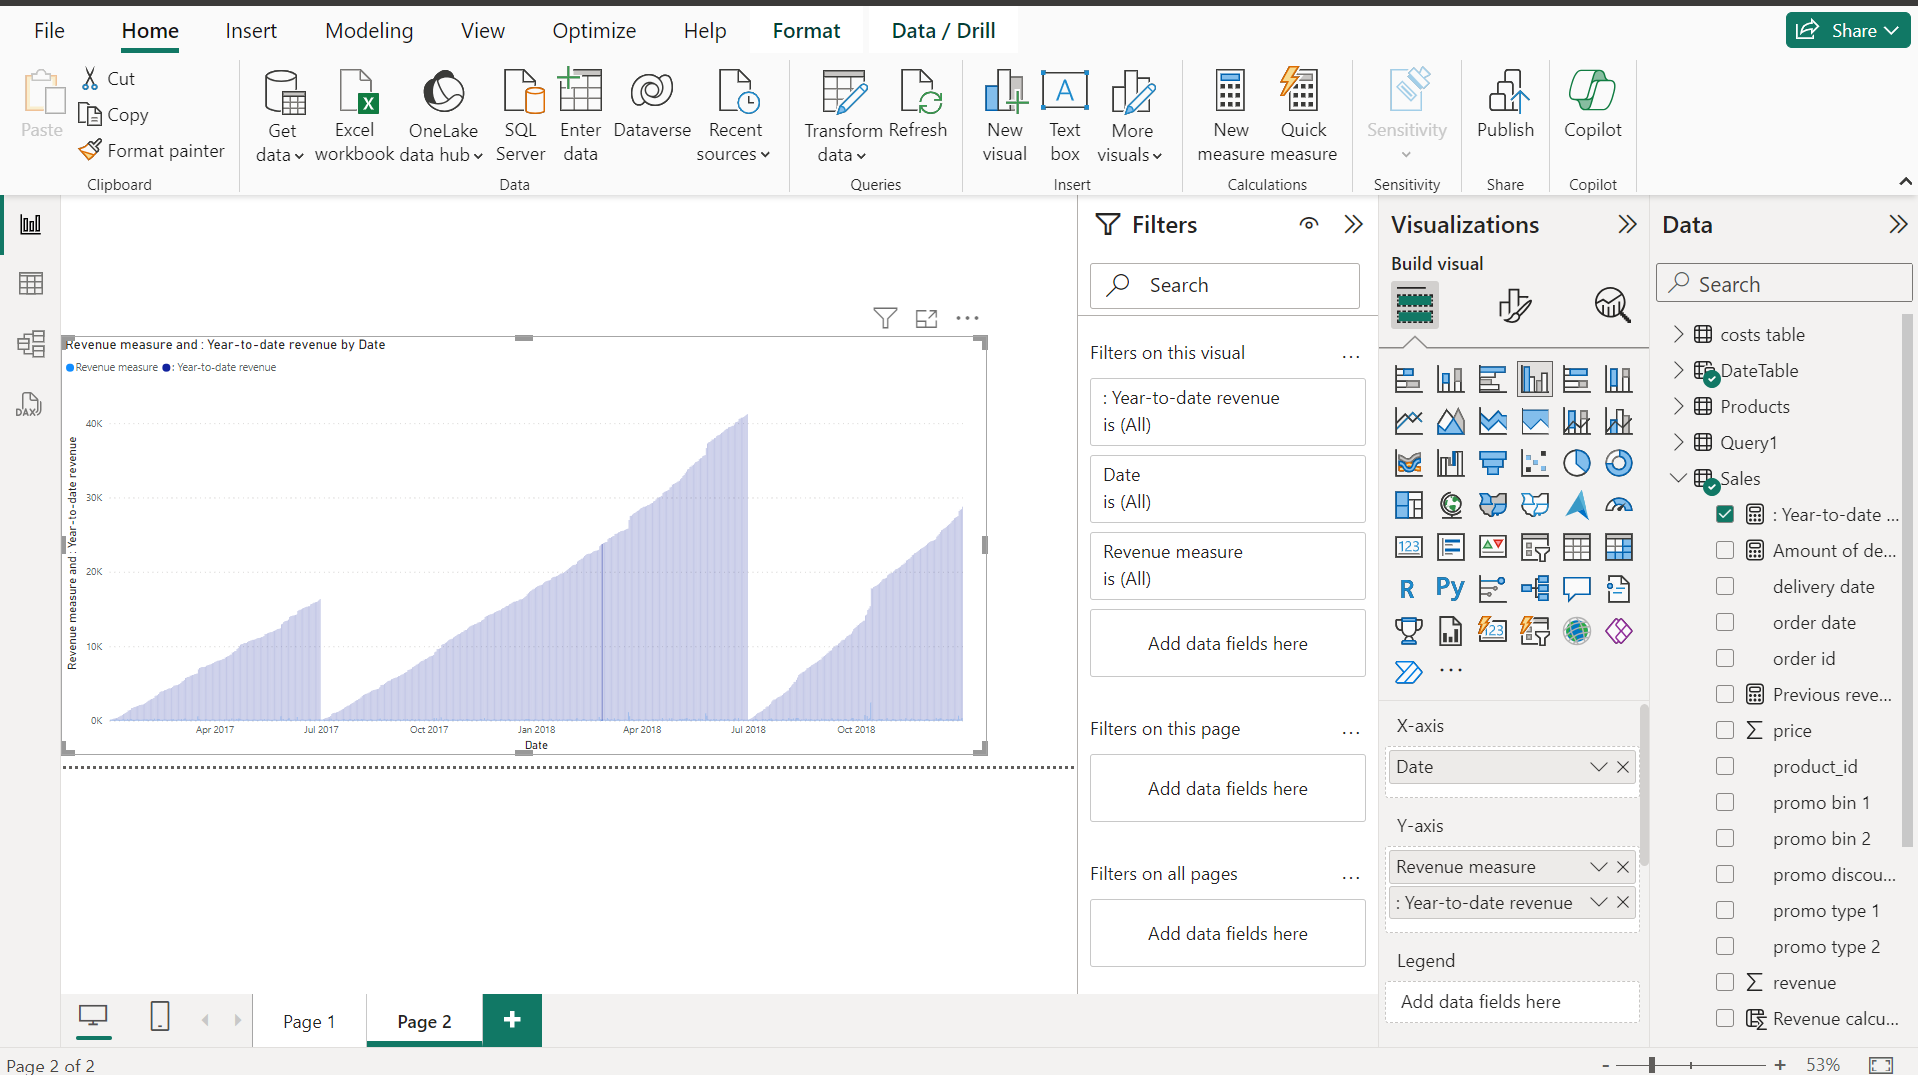 File Home Insert Modeling View Optimize Help Format Data / Drill Share
Paste
Cut
Copy
Format painter
Clipboard
Get data
Excel workbook
OneLake data hub
SQL Server
Enter data
Dataverse
Recent sources
Data
Transform data
Refresh
Queries
New visual
Text box
More visuals
Insert
New measure
Quick measure
Calculations
Sensitivity
Sensitivity
Publish
Share
Copilot
Copilot
DAX
Revenue measure and : Year-to-date revenue by Date
Revenue measure : Year-to-date revenue
Revenue measure and : Year-to-date revenue
40K
30K
20K
10K
0K
Apr 2017 Jul 2017 Oct 2017 Jan 2018 Apr 2018 Jul 2018 Oct 2018
Date
Filters
Search
Filters on this visual ...
: Year-to-date revenue
is (All)
Date
is (All)
Revenue measure
is (All)
Add data fields here
Filters on this page ...
Add data fields here
Filters on all pages ...
Add data fields here
Visualizations
Build visual
123
R Py
123
...
X-axis
Date
Y-axis
Revenue measure
: Year-to-date revenue
Legend
Add data fields here
Data
Search
costs table
DateTable
Products
Query1
Sales
: Year-to-date ...
Amount of de...
delivery date
order date
order id
Previous reve...
price
product_id
promo bin 1
promo bin 2
promo discou...
promo type 1
promo type 2
revenue
Revenue calcu...
Page 1 Page 2 +
Page 2 of 2
- + 53%